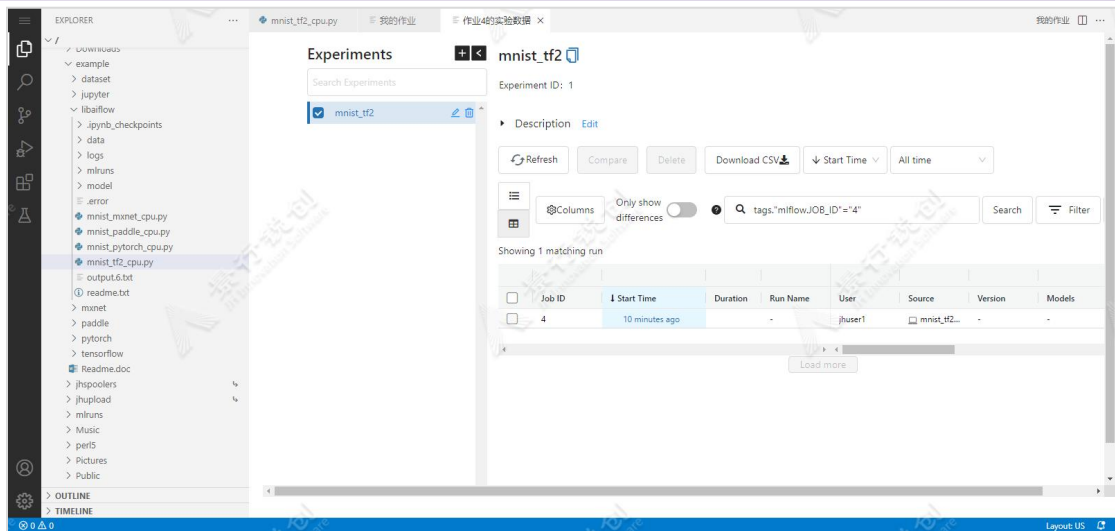 EXPLORER
mnist_tf2_cpu.py
我的作业
作业4的实验数据
我的作业
/
Downloads
example
dataset
jupyter
libaiflow
.ipynb_checkpoints
data
logs
mlruns
model
.error
mnist_mxnet_cpu.py
mnist_paddle_cpu.py
mnist_pytorch_cpu.py
mnist_tf2_cpu.py
output.6.txt
readme.txt
mxnet
paddle
pytorch
tensorflow
Readme.doc
jhspoolers
jhupload
mlruns
Music
perl5
Pictures
Public
OUTLINE
TIMELINE
Experiments
Search Experiments
mnist_tf2
mnist_tf2
Experiment ID: 1
Description Edit
Refresh Compare Delete Download CSV Start Time All time
Columns Only show differences tags."mlflow.JOB_ID"="4" Search Filter
Showing 1 matching run
Job ID Start Time Duration Run Name User Source Version Models
4 10 minutes ago - jhuser1 mnist_tf2... - -
Load more
0 0 Layout: US